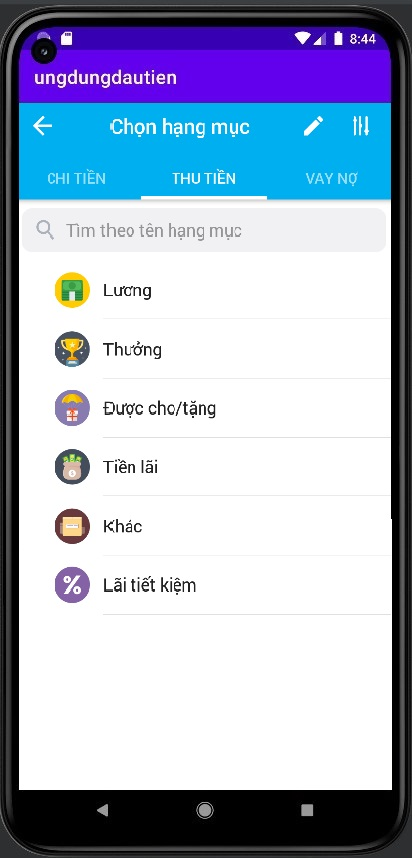 8:44
ungdungdautien
Chọn hạng mục
CHI TIỀN THU TIỀN VAY NỢ
Tìm theo tên hạng mục
Lương
Thưởng
Được cho/tặng
Tiền lãi
Khác
Lãi tiết kiệm